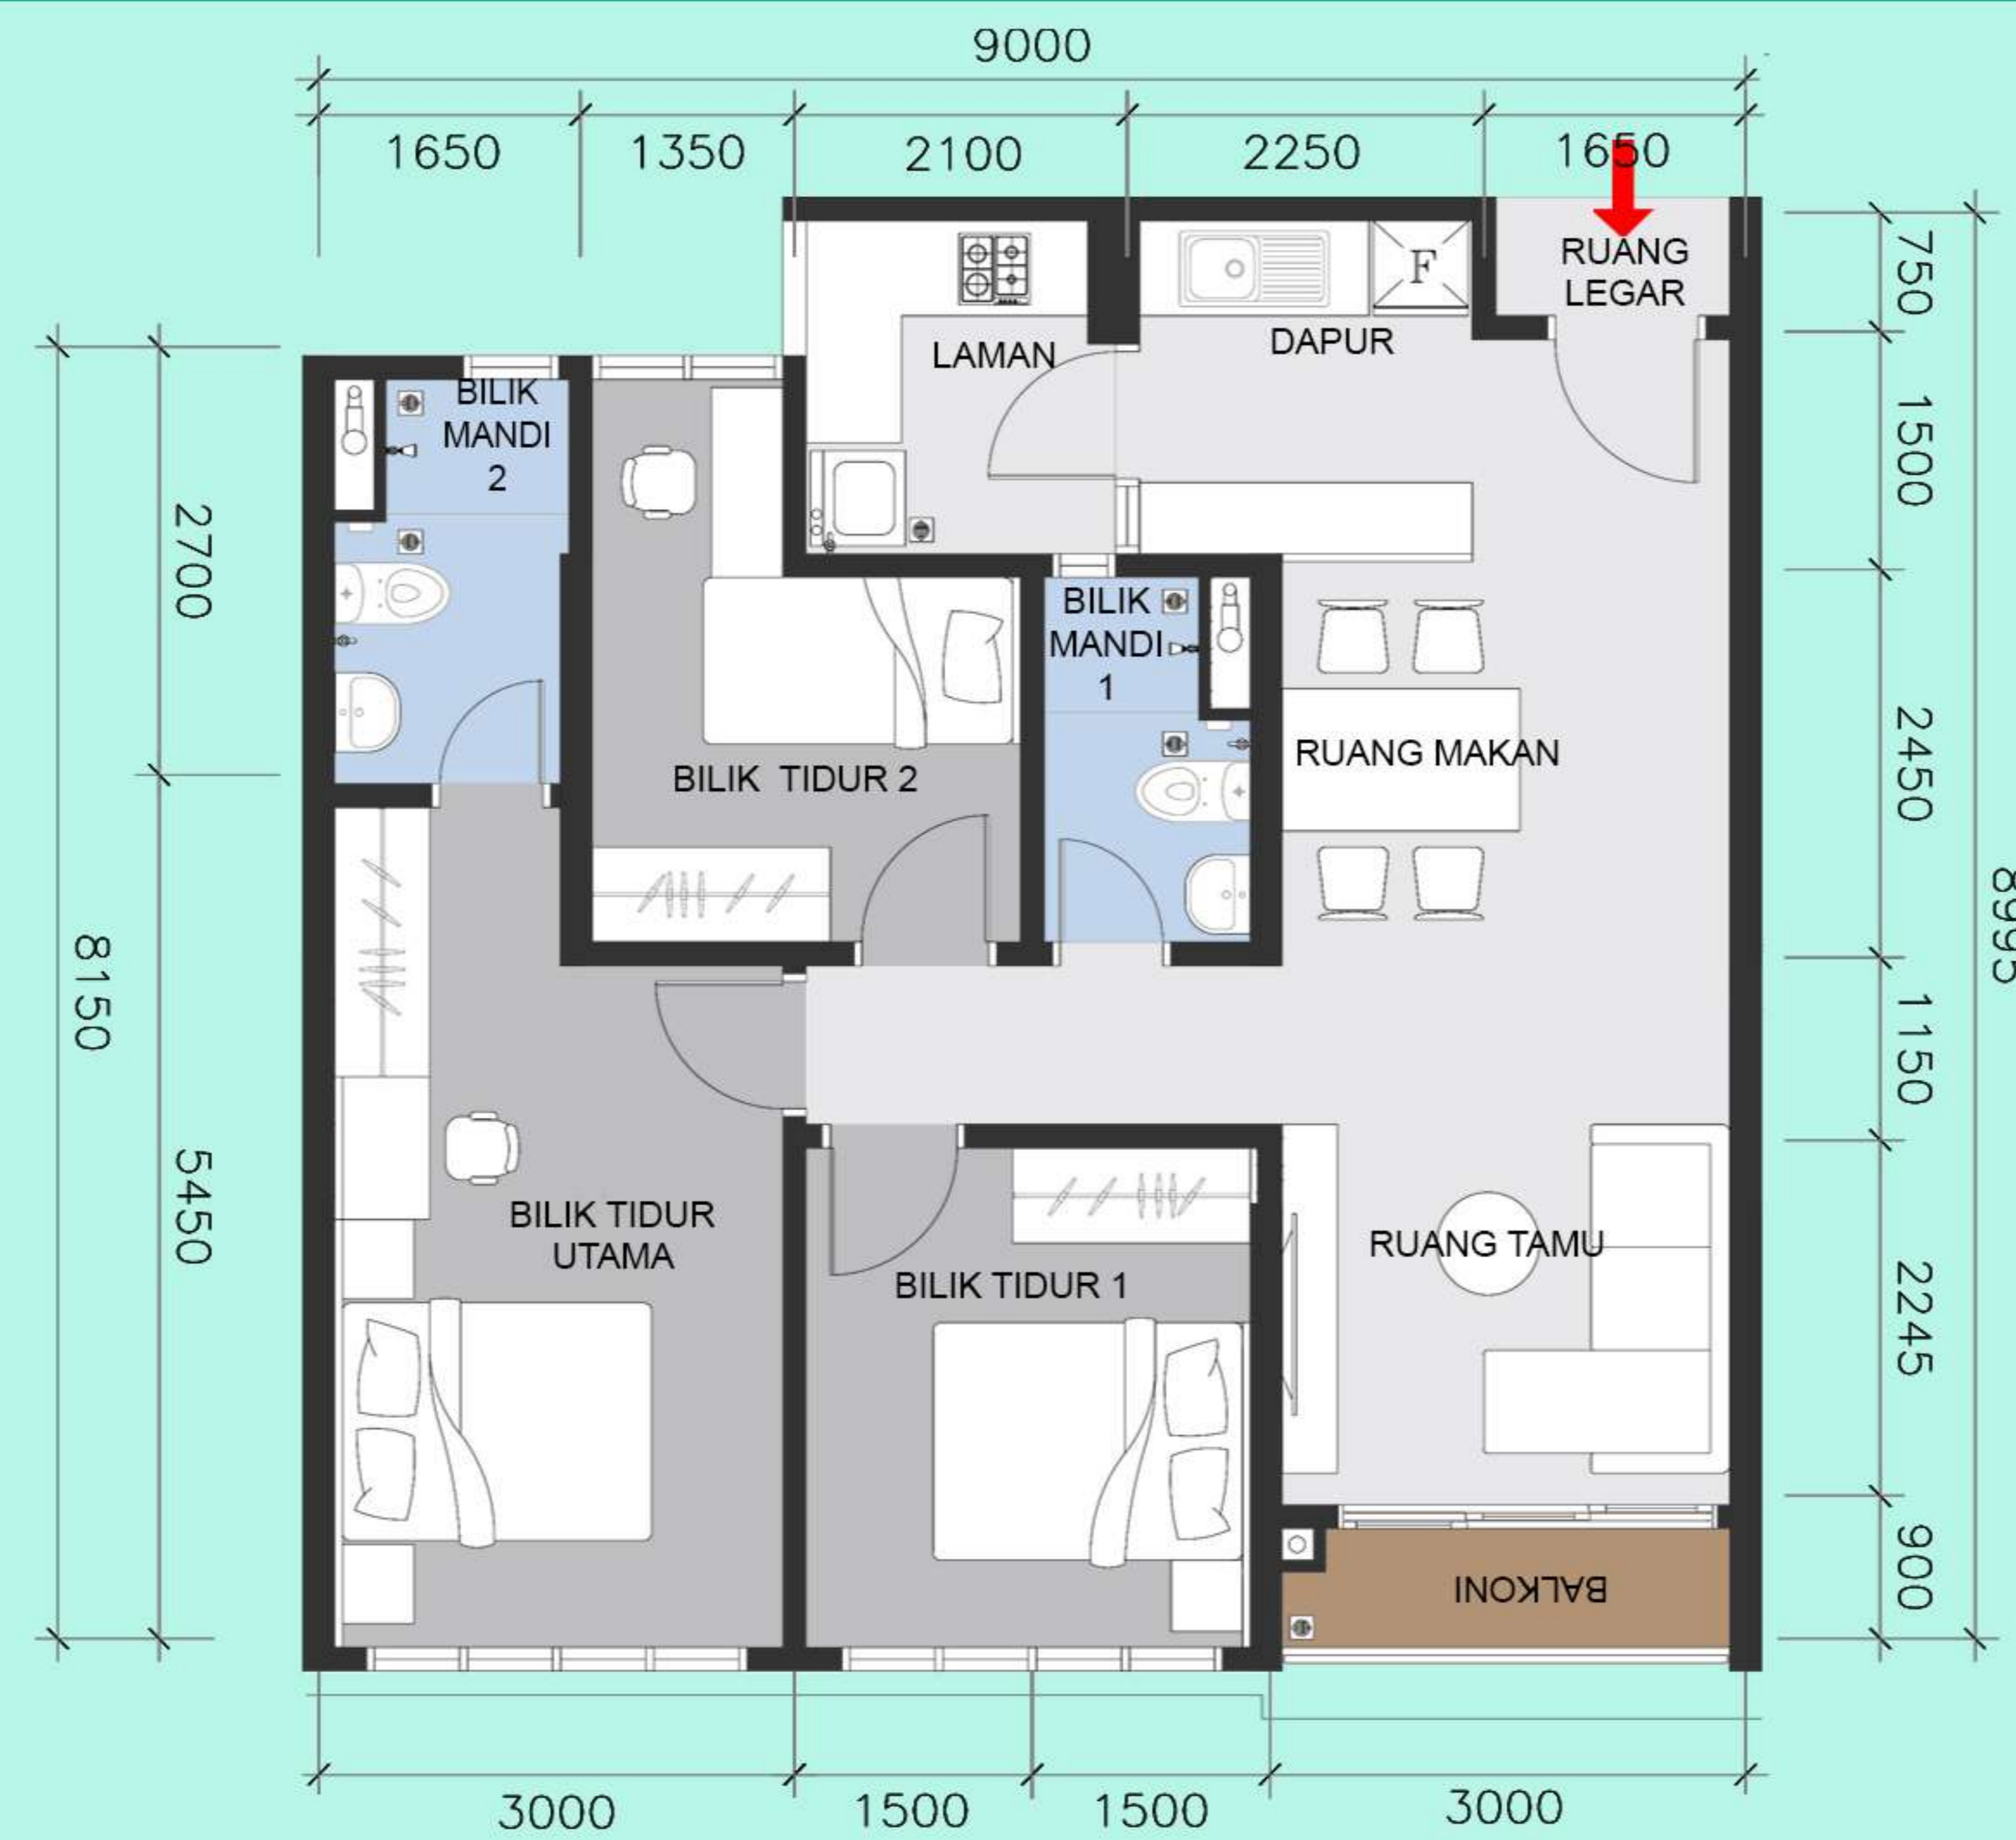 9000
1650
1350
2100
2250
1650
RUANG
LEGAR
750
F
LAMAN
DAPUR
BILIK
MANDI
2
1500
2700
BILIK
MANDI
1
RUANG MAKAN
2450
BILIK TIDUR 2
8995
8150
1150
5450
BILIK TIDUR
UTAMA
BILIK TIDUR 1
RUANG TAMU
2245
900
BALKONI
3000
1500
1500
3000